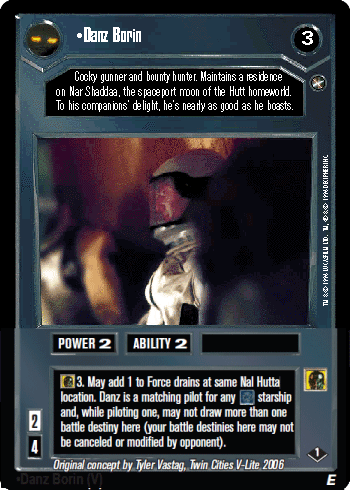 •Danz Borin
3
Cocky gunner and bounty hunter. Maintains a residence
on Nar Shaddaa, the spaceport moon of the Hutt homeworld.
To his companions' delight, he's nearly as good as he boasts.
POWER 2
ABILITY 2
3. May add 1 to Force drains at same Nal Hutta
location. Danz is a matching pilot for any starship
and, while piloting one, may not draw more than one
battle destiny here (your battle destinies here may not
be canceled or modified by opponent).
2
4
1
Original concept by Tyler Vastag, Twin Cities V-Lite 2006
•Danz Borin (V)
E